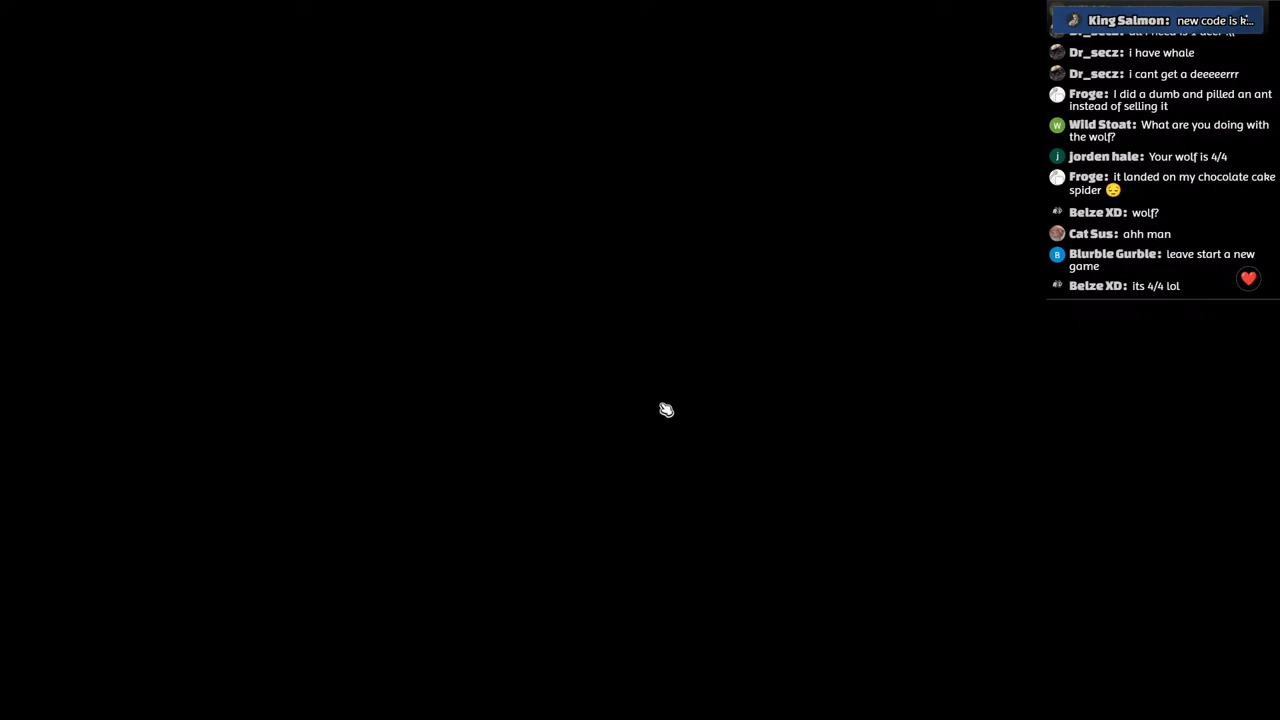 King Salmon: new code is k...
Dr_secz: i have whale
Dr_secz: i cant get a deeeeerrr
Froge: I did a dumb and pilled an ant
instead of selling it
Wild Stoat: What are you doing with
the wolf?
jorden hale: Your wolf is 4/4
Froge: it landed on my chocolate cake
spider 😔
Belze XD: wolf?
Cat Sus: ahh man
Blurble Gurble: leave start a new
game
Belze XD: its 4/4 lol